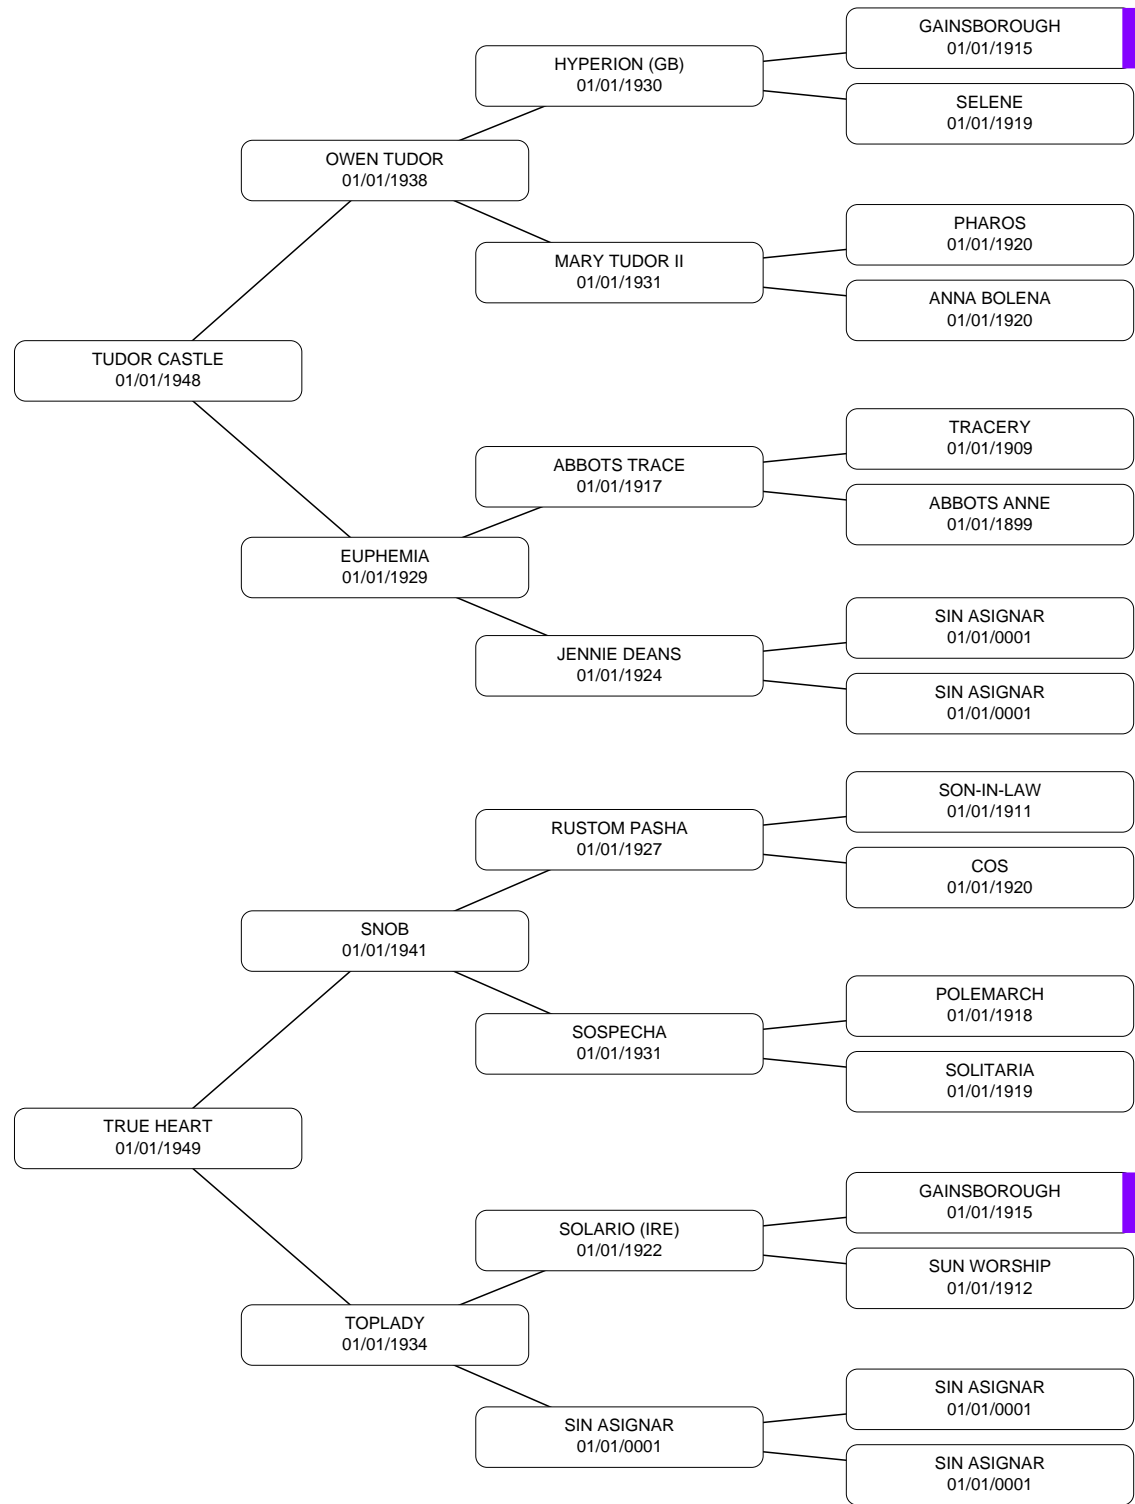 GAINSBOROUGH
01/01/1915
HYPERION (GB)
01/01/1930
SELENE
01/01/1919
OWEN TUDOR
01/01/1938
PHAROS
01/01/1920
MARY TUDOR II
01/01/1931
ANNA BOLENA
01/01/1920
TUDOR CASTLE
01/01/1948
TRACERY
01/01/1909
ABBOTS TRACE
01/01/1917
ABBOTS ANNE
01/01/1899
EUPHEMIA
01/01/1929
SIN ASIGNAR
01/01/0001
JENNIE DEANS
01/01/1924
SIN ASIGNAR
01/01/0001
SON-IN-LAW
01/01/1911
RUSTOM PASHA
01/01/1927
COS
01/01/1920
SNOB
01/01/1941
POLEMARCH
01/01/1918
SOSPECHA
01/01/1931
SOLITARIA
01/01/1919
TRUE HEART
01/01/1949
GAINSBOROUGH
01/01/1915
SOLARIO (IRE)
01/01/1922
SUN WORSHIP
01/01/1912
TOPLADY
01/01/1934
SIN ASIGNAR
01/01/0001
SIN ASIGNAR
01/01/0001
SIN ASIGNAR
01/01/0001